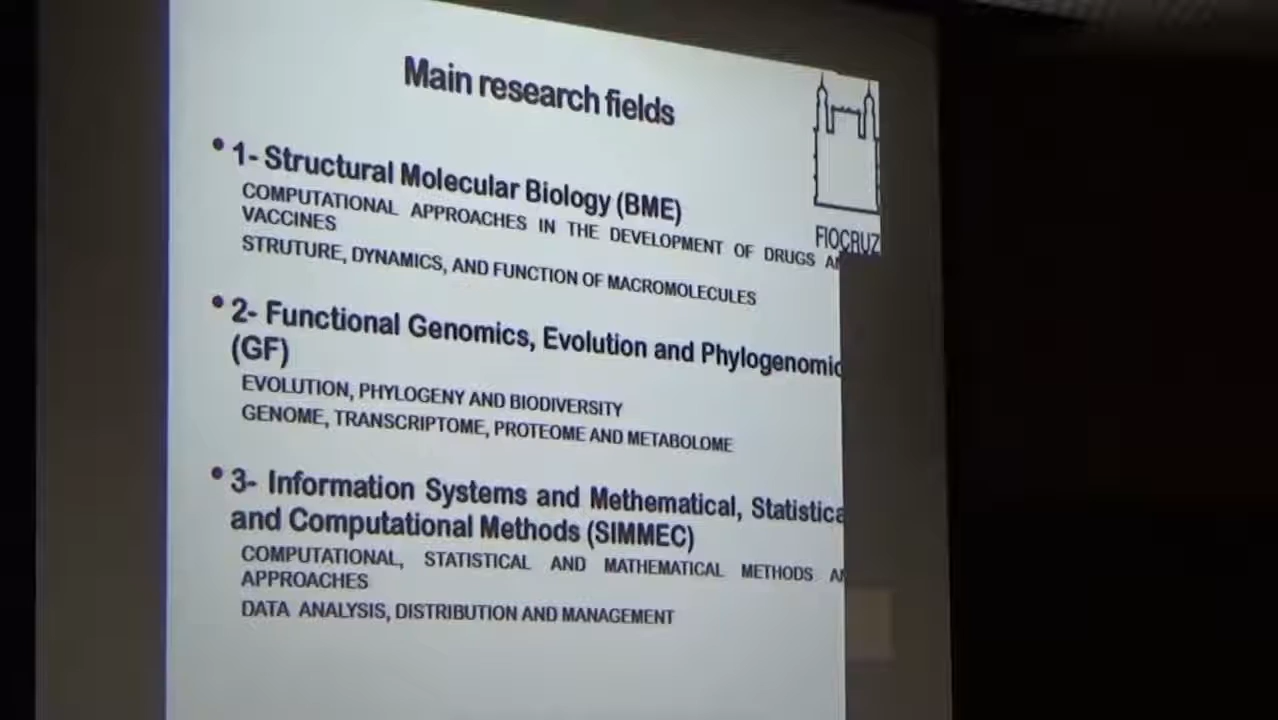 Main research fields
• 1- Structural Molecular Biology (BME)
COMPUTATIONAL APPROACHES IN THE DEVELOPMENT OF DRUGS
VACCINES
STRUTURE, DYNAMICS, AND FUNCTION OF MACROMOLECULES
FIOCRUZ
• 2- Functional Genomics, Evolution and Phylogenomic
(GF)
EVOLUTION, PHYLOGENY AND BIODIVERSITY
GENOME, TRANSCRIPTOME, PROTEOME AND METABOLOME
• 3- Information Systems and Methematical, Statistica
and Computational Methods (SIMMEC)
COMPUTATIONAL, STATISTICAL AND MATHEMATICAL METHODS
APPROACHES
DATA ANALYSIS, DISTRIBUTION AND MANAGEMENT